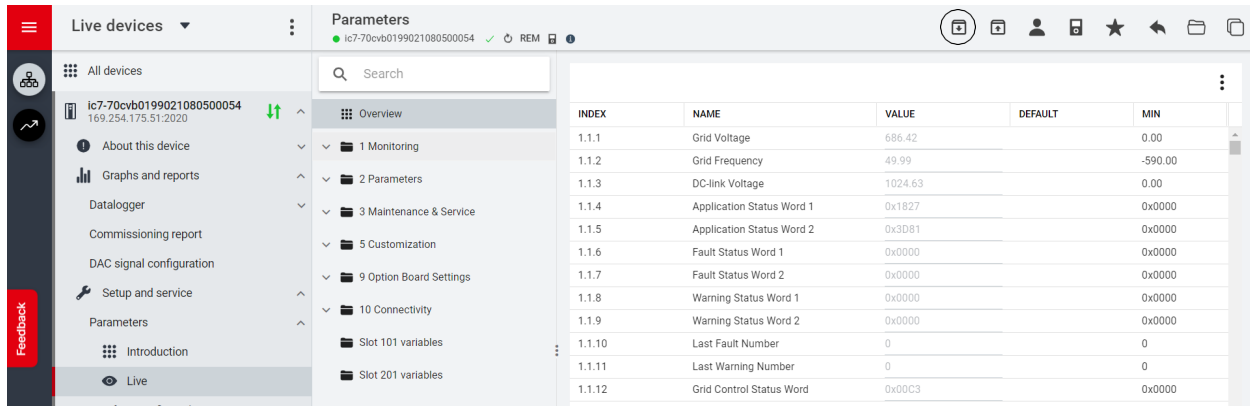 Live devices
Parameters
ic7-70cvb0199021080500054 REM
All devices
ic7-70cvb0199021080500054
169.254.175.51:2020
About this device
Graphs and reports
Datalogger
Commissioning report
DAC signal configuration
Setup and service
Parameters
Introduction
Live
Feedback
Search
Overview
1 Monitoring
2 Parameters
3 Maintenance & Service
5 Customization
9 Option Board Settings
10 Connectivity
Slot 101 variables
Slot 201 variables
INDEX NAME VALUE DEFAULT MIN
1.1.1 Grid Voltage 686.42 0.00
1.1.2 Grid Frequency 49.99 -590.00
1.1.3 DC-link Voltage 1024.63 0.00
1.1.4 Application Status Word 1 0x1827 0x0000
1.1.5 Application Status Word 2 0x3D81 0x0000
1.1.6 Fault Status Word 1 0x0000 0x0000
1.1.7 Fault Status Word 2 0x0000 0x0000
1.1.8 Warning Status Word 1 0x0000 0x0000
1.1.9 Warning Status Word 2 0x0000 0x0000
1.1.10 Last Fault Number 0 0
1.1.11 Last Warning Number 0 0
1.1.12 Grid Control Status Word 0x00C3 0x0000